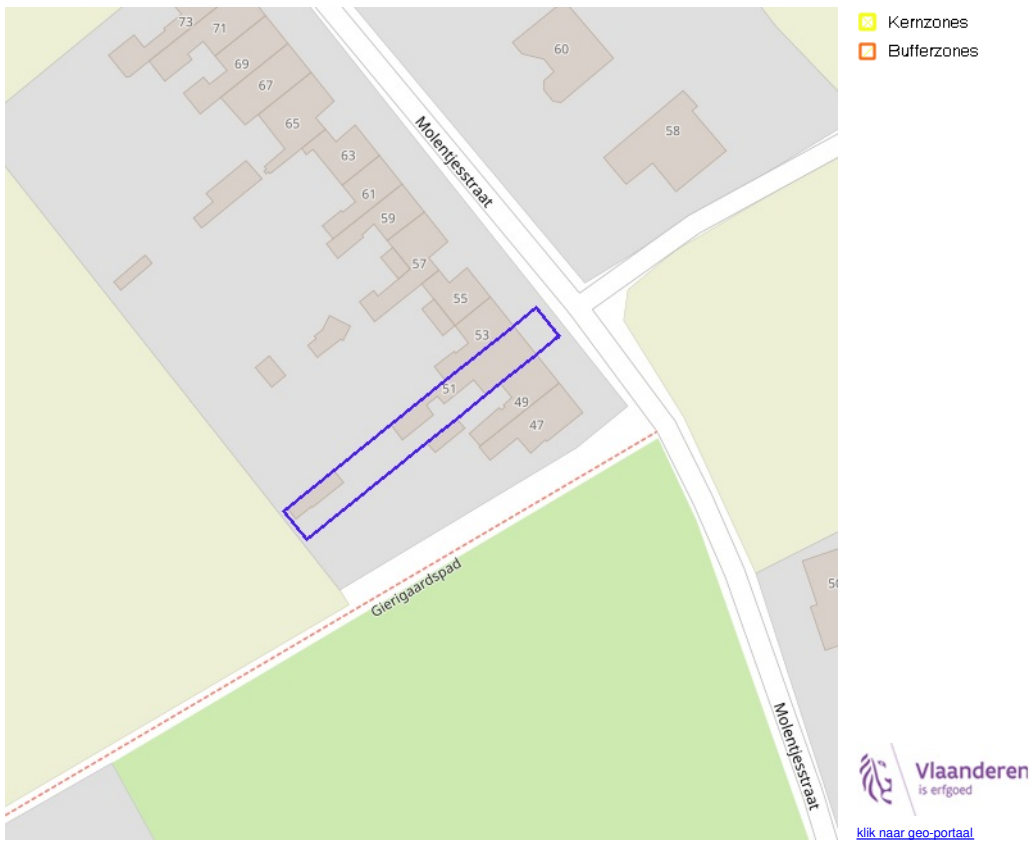 Kernzones
Bufferzones
73
71
69
67
65
63
61
59
57
55
53
51
49
47
60
58
50
Molentjesstraat
Gierigaardspad
Molentjesstraat
Vlaanderen
is erfgoed
klik naar geo-portaal